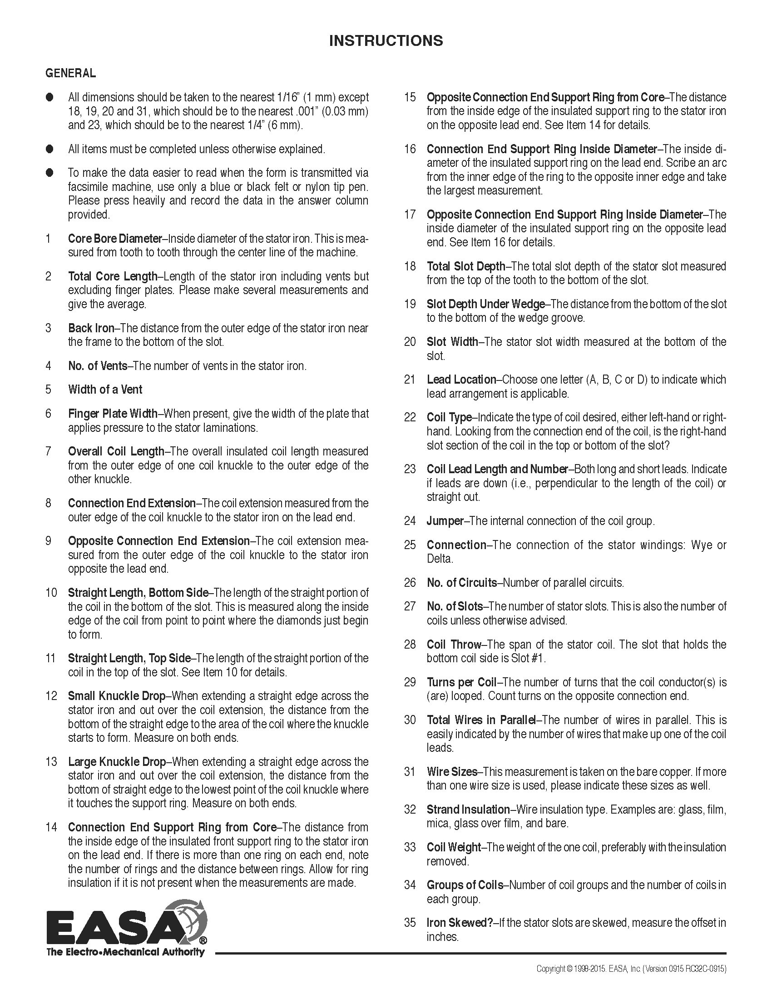 INSTRUCTIONS
GENERAL
● All dimensions should be taken to the nearest 1/16” (1 mm) except
18, 19, 20 and 31, which should be to the nearest .001” (0.03 mm)
and 23, which should be to the nearest 1/4” (6 mm).
● All items must be completed unless otherwise explained.
● To make the data easier to read when the form is transmitted via
facsimile machine, use only a blue or black felt or nylon tip pen.
Please press heavily and record the data in the answer column
provided.
1 Core Bore Diameter–Inside diameter of the stator iron. This is mea-
sured from tooth to tooth through the center line of the machine.
2 Total Core Length–Length of the stator iron including vents but
excluding finger plates. Please make several measurements and
give the average.
3 Back Iron–The distance from the outer edge of the stator iron near
the frame to the bottom of the slot.
4 No. of Vents–The number of vents in the stator iron.
5 Width of a Vent
6 Finger Plate Width–When present, give the width of the plate that
applies pressure to the stator laminations.
7 Overall Coil Length–The overall insulated coil length measured
from the outer edge of one coil knuckle to the outer edge of the
other knuckle.
8 Connection End Extension–The coil extension measured from the
outer edge of the coil knuckle to the stator iron on the lead end.
9 Opposite Connection End Extension–The coil extension mea-
sured from the outer edge of the coil knuckle to the stator iron
opposite the lead end.
10 Straight Length, Bottom Side–The length of the straight portion of
the coil in the bottom of the slot. This is measured along the inside
edge of the coil from point to point where the diamonds just begin
to form.
11 Straight Length, Top Side–The length of the straight portion of the
coil in the top of the slot. See Item 10 for details.
12 Small Knuckle Drop–When extending a straight edge across the
stator iron and out over the coil extension, the distance from the
bottom of the straight edge to the area of the coil where the knuckle
starts to form. Measure on both ends.
13 Large Knuckle Drop–When extending a straight edge across the
stator iron and out over the coil extension, the distance from the
bottom of straight edge to the lowest point of the coil knuckle where
it touches the support ring. Measure on both ends.
14 Connection End Support Ring from Core–The distance from
the inside edge of the insulated front support ring to the stator iron
on the lead end. If there is more than one ring on each end, note
the number of rings and the distance between rings. Allow for ring
insulation if it is not present when the measurements are made.
15 Opposite Connection End Support Ring from Core–The distance
from the inside edge of the insulated support ring to the stator iron
on the opposite lead end. See Item 14 for details.
16 Connection End Support Ring Inside Diameter–The inside di-
ameter of the insulated support ring on the lead end. Scribe an arc
from the inner edge of the ring to the opposite inner edge and take
the largest measurement.
17 Opposite Connection End Support Ring Inside Diameter–The
inside diameter of the insulated support ring on the opposite lead
end. See Item 16 for details.
18 Total Slot Depth–The total slot depth of the stator slot measured
from the top of the tooth to the bottom of the slot.
19 Slot Depth Under Wedge–The distance from the bottom of the slot
to the bottom of the wedge groove.
20 Slot Width–The stator slot width measured at the bottom of the
slot.
21 Lead Location–Choose one letter (A, B, C or D) to indicate which
lead arrangement is applicable.
22 Coil Type–Indicate the type of coil desired, either left-hand or right-
hand. Looking from the connection end of the coil, is the right-hand
slot section of the coil in the top or bottom of the slot?
23 Coil Lead Length and Number–Both long and short leads. Indicate
if leads are down (i.e., perpendicular to the length of the coil) or
straight out.
24 Jumper–The internal connection of the coil group.
25 Connection–The connection of the stator windings: Wye or
Delta.
26 No. of Circuits–Number of parallel circuits.
27 No. of Slots–The number of stator slots. This is also the number of
coils unless otherwise advised.
28 Coil Throw–The span of the stator coil. The slot that holds the
bottom coil side is Slot #1.
29 Turns per Coil–The number of turns that the coil conductor(s) is
(are) looped. Count turns on the opposite connection end.
30 Total Wires in Parallel–The number of wires in parallel. This is
easily indicated by the number of wires that make up one of the coil
leads.
31 Wire Sizes–This measurement is taken on the bare copper. If more
than one wire size is used, please indicate these sizes as well.
32 Strand Insulation–Wire insulation type. Examples are: glass, film,
mica, glass over film, and bare.
33 Coil Weight–The weight of the one coil, preferably with the insulation
removed.
34 Groups of Coils–Number of coil groups and the number of coils in
each group.
35 Iron Skewed?–If the stator slots are skewed, measure the offset in
inches.
EASA®
The Electro•Mechanical Authority
Copyright © 1998-2015. EASA, Inc. (Version 0915 RC32C-0915)